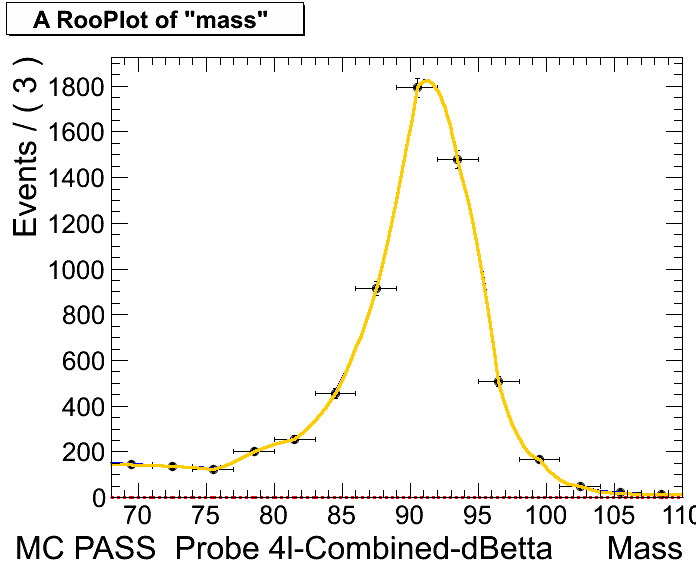 A RooPlot of "mass"
Events / ( 3 )
1800
1600
1400
1200
1000
800
600
400
200
0
70 75 80 85 90 95 100 105 110
MC PASS Probe 4l-Combined-dBetta Mass